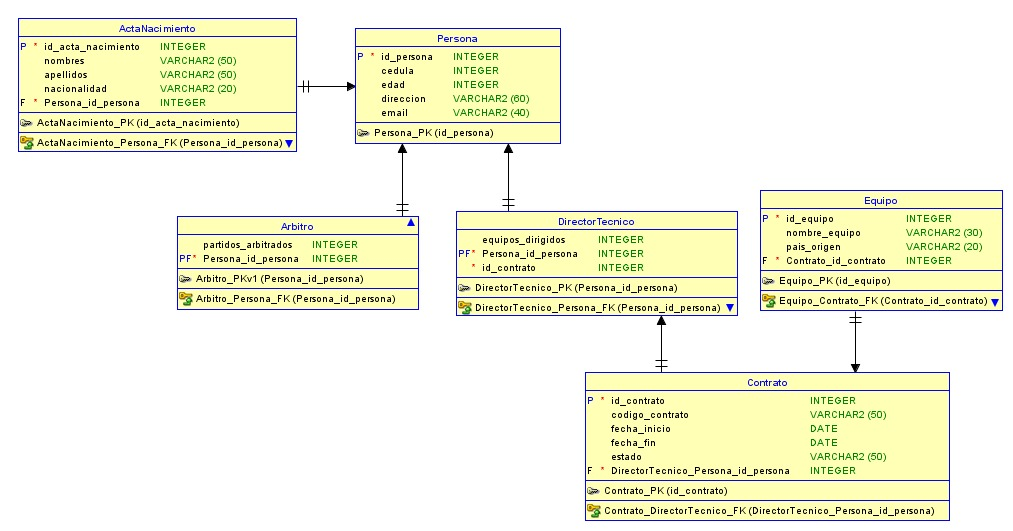 ActaNacimiento
P * id_acta_nacimiento INTEGER
nombres VARCHAR2 (50)
apellidos VARCHAR2 (50)
nacionalidad VARCHAR2 (20)
F * Persona_id_persona INTEGER
ActaNacimiento_PK (id_acta_nacimiento)
ActaNacimiento_Persona_FK (Persona_id_persona)
Persona
P * id_persona INTEGER
cedula INTEGER
edad INTEGER
direccion VARCHAR2 (60)
email VARCHAR2 (40)
Persona_PK (id_persona)
Arbitro
partidos_arbitrados INTEGER
PF* Persona_id_persona INTEGER
Arbitro_PKv1 (Persona_id_persona)
Arbitro_Persona_FK (Persona_id_persona)
DirectorTecnico
equipos_dirigidos INTEGER
PF* Persona_id_persona INTEGER
* id_contrato INTEGER
DirectorTecnico_PK (Persona_id_persona)
DirectorTecnico_Persona_FK (Persona_id_persona)
Equipo
P * id_equipo INTEGER
nombre_equipo VARCHAR2 (30)
pais_origen VARCHAR2 (20)
F * Contrato_id_contrato INTEGER
Equipo_PK (id_equipo)
Equipo_Contrato_FK (Contrato_id_contrato)
Contrato
P * id_contrato INTEGER
codigo_contrato VARCHAR2 (50)
fecha_inicio DATE
fecha_fin DATE
estado VARCHAR2 (50)
F * DirectorTecnico_Persona_id_persona INTEGER
Contrato_PK (id_contrato)
Contrato_DirectorTecnico_FK (DirectorTecnico_Persona_id_persona)